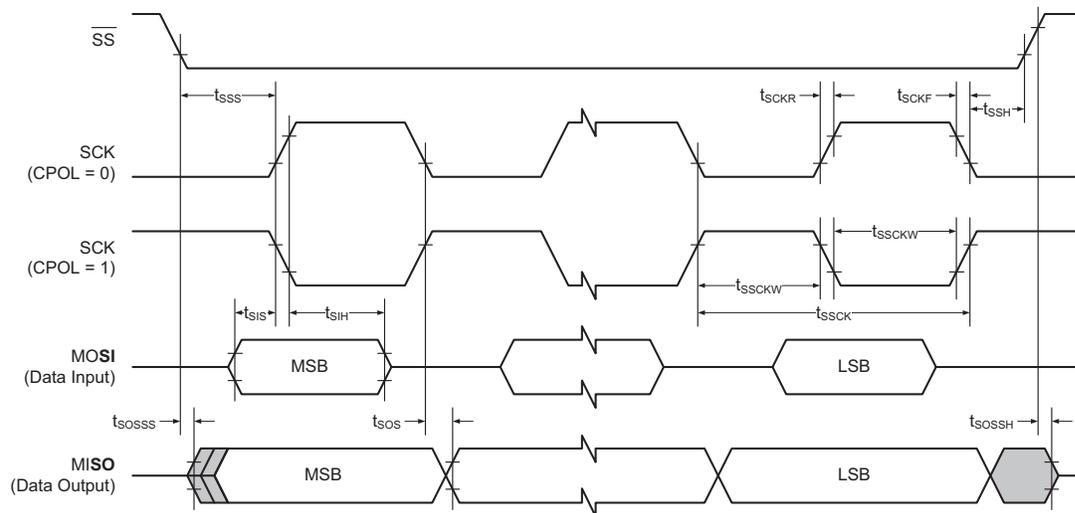 SS
tSSS
tSCKR
tSCKF
tSSH
SCK
(CPOL = 0)
SCK
(CPOL = 1)
tSSCKW
tSSCKW
tSSCK
tSIS
tSIH
MOSI
(Data Input)
MSB
LSB
tSOSSS
tSOS
tSOSSH
MISO
(Data Output)
MSB
LSB